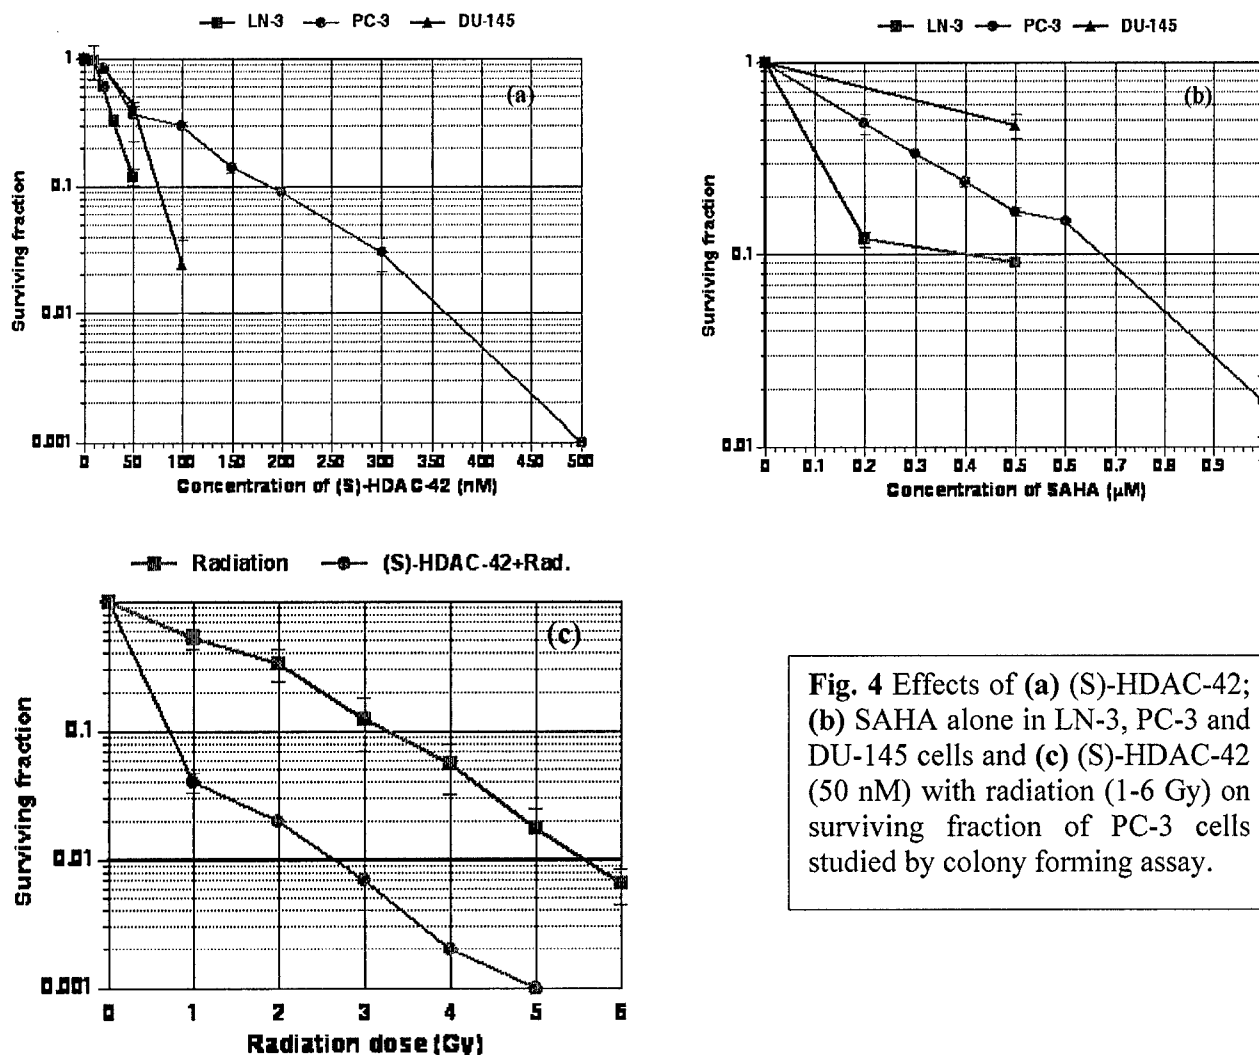 LN-3 PC-3 DU-145
(a)
1
0.1
0.01
0.001
Surviving fraction
0 50 100 150 200 250 300 350 400 450 500
Concentration of (S)-HDAC-42 (nM)
LN-3 PC-3 DU-145
(b)
1
0.1
0.01
Surviving fraction
0 0.1 0.2 0.3 0.4 0.5 0.6 0.7 0.8 0.9
Concentration of SAHA (µM)
Radiation (S)-HDAC-42+Rad.
(c)
0.1
0.01
0.001
Surviving fraction
0 1 2 3 4 5 6
Radiation dose (Gy)
Fig. 4 Effects of (a) (S)-HDAC-42;
(b) SAHA alone in LN-3, PC-3 and
DU-145 cells and (c) (S)-HDAC-42
(50 nM) with radiation (1-6 Gy) on
surviving fraction of PC-3 cells
studied by colony forming assay.